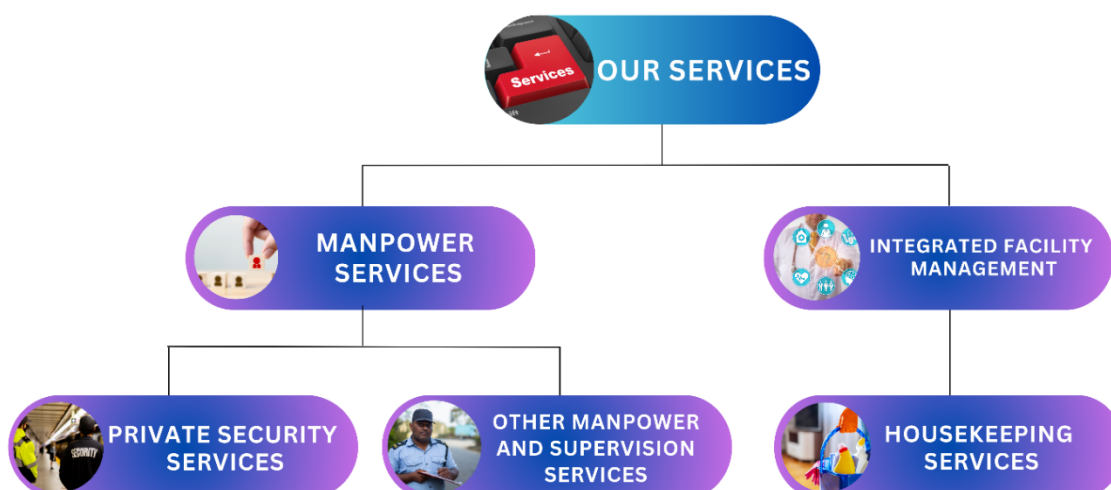 Services
OUR SERVICES
MANPOWER
SERVICES
INTEGRATED FACILITY
MANAGEMENT
PRIVATE SECURITY
SERVICES
SECURITY
OTHER MANPOWER
AND SUPERVISION
SERVICES
HOUSEKEEPING
SERVICES